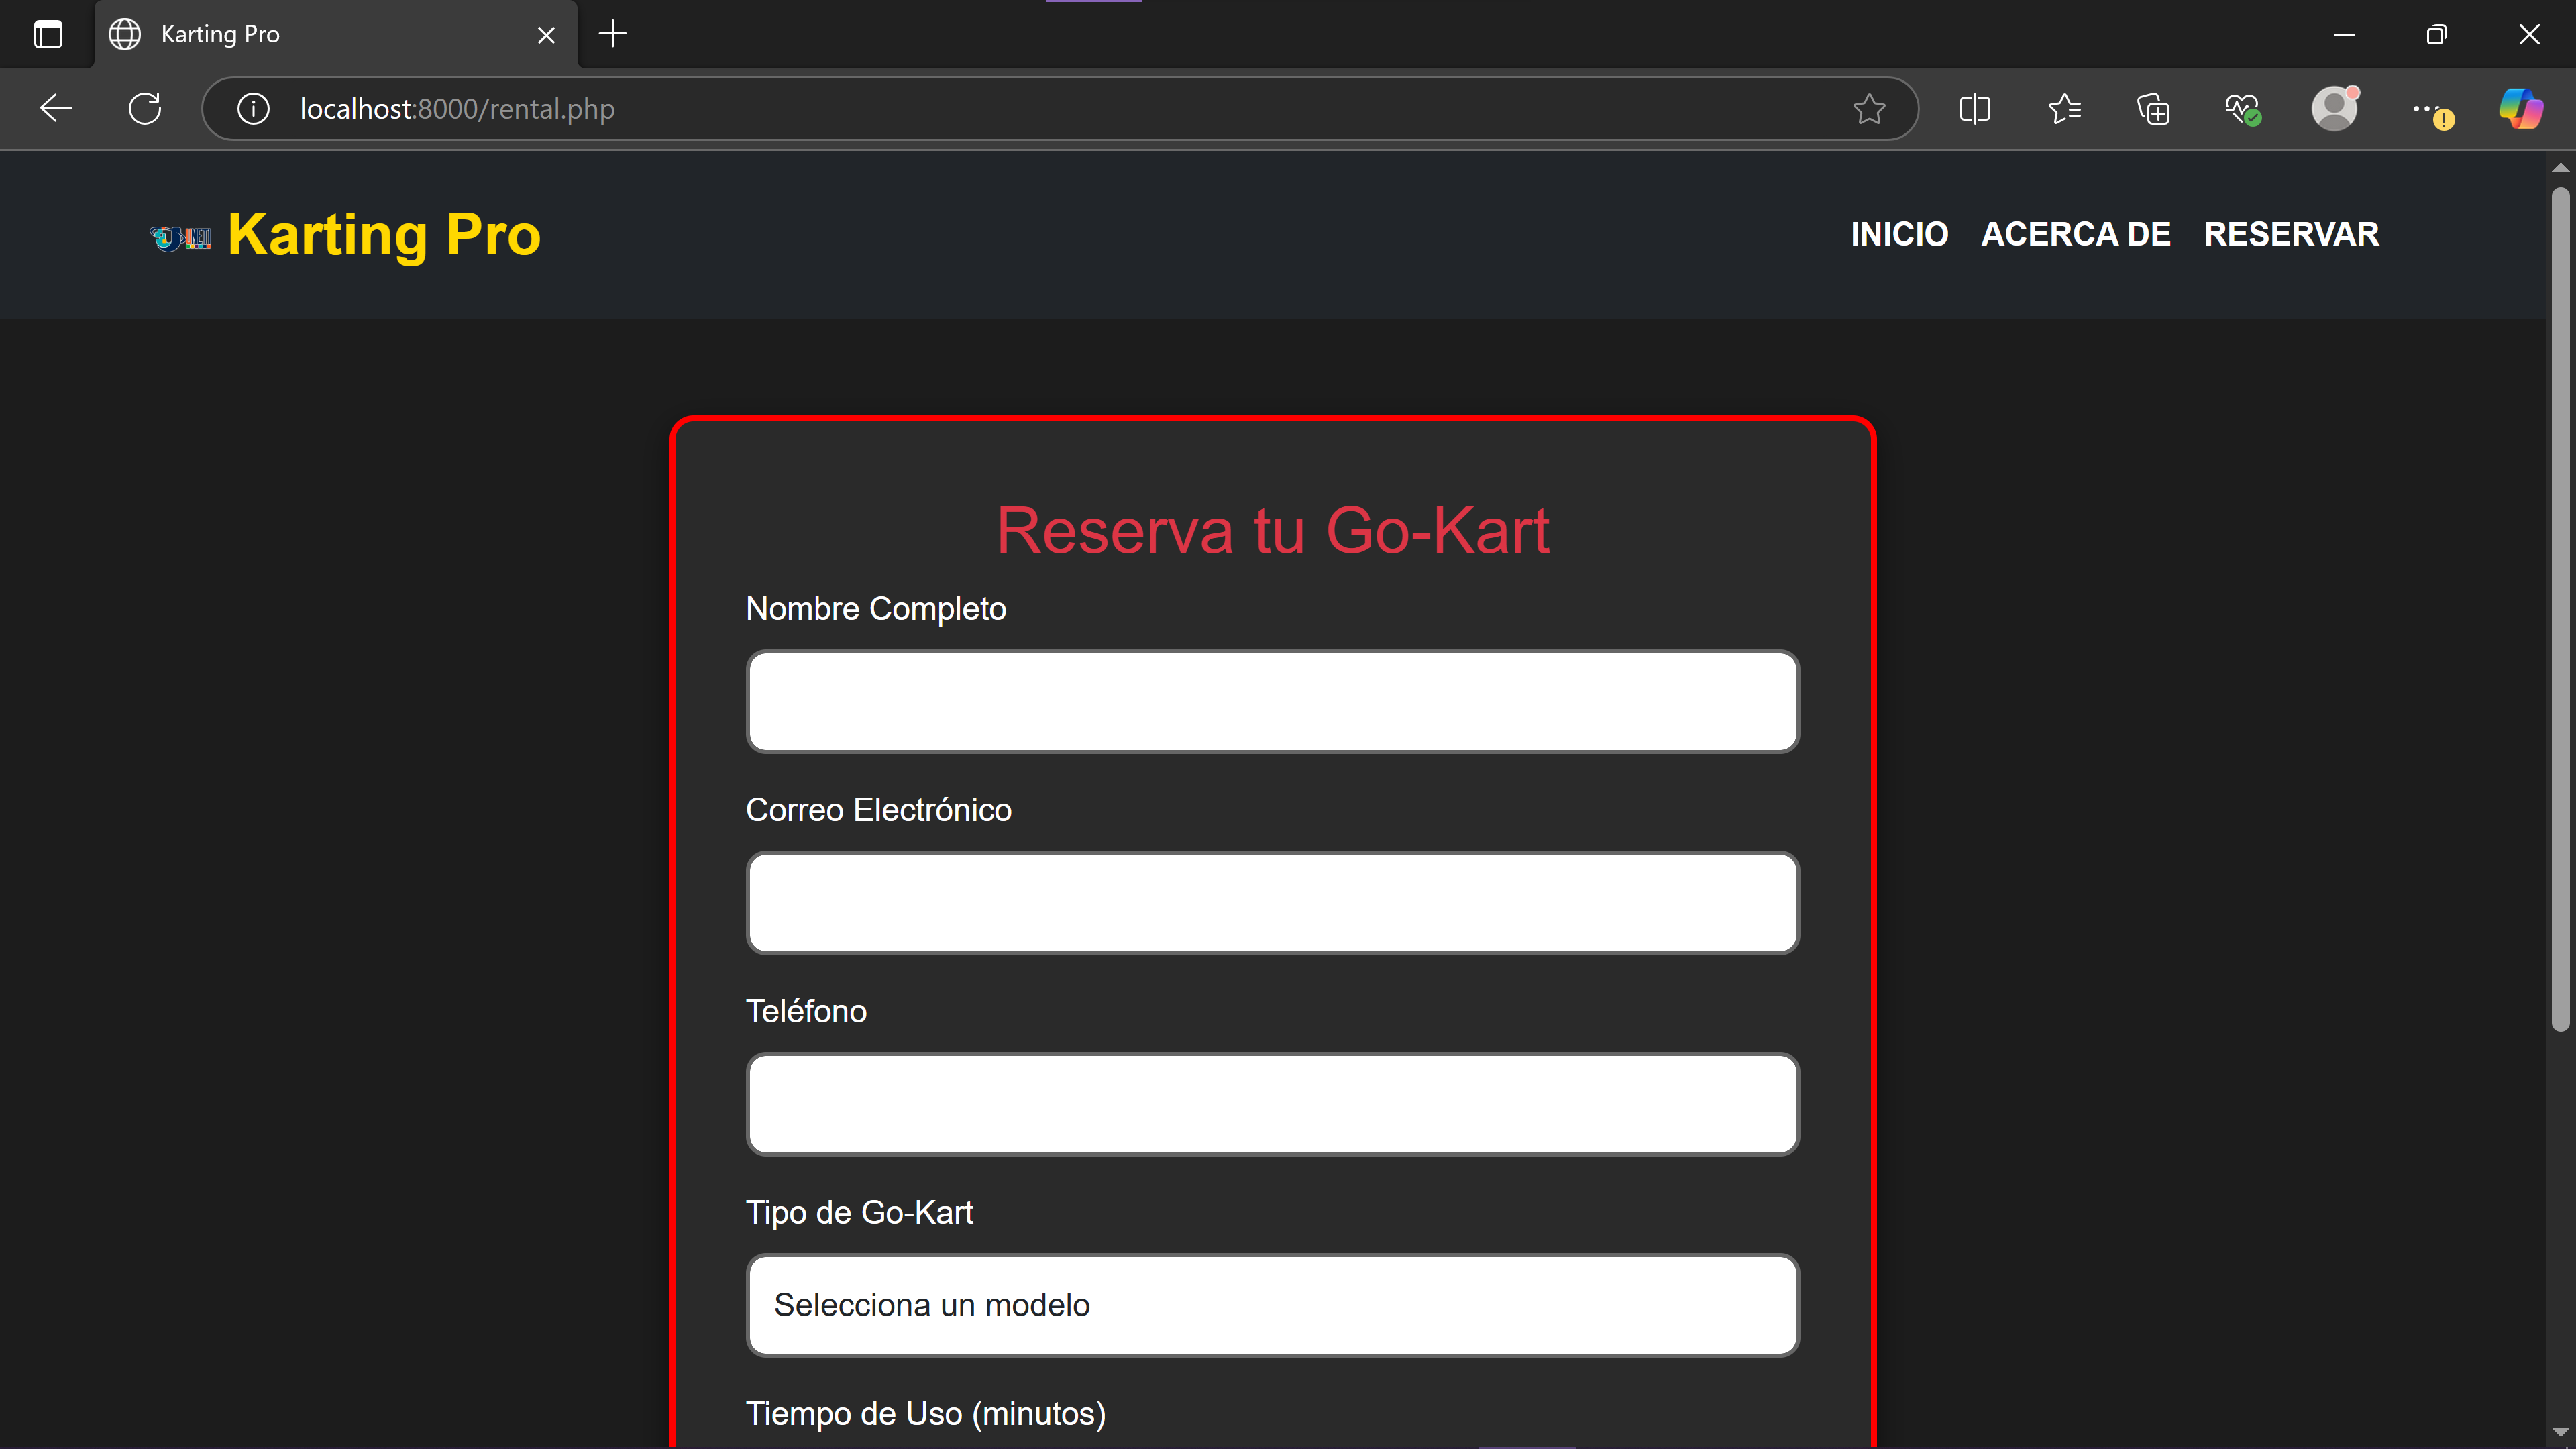 Karting Pro
localhost:8000/rental.php
Karting Pro
INICIO ACERCA DE RESERVAR
Reserva tu Go-Kart
Nombre Completo
Correo Electrónico
Teléfono
Tipo de Go-Kart
Selecciona un modelo
Tiempo de Uso (minutos)